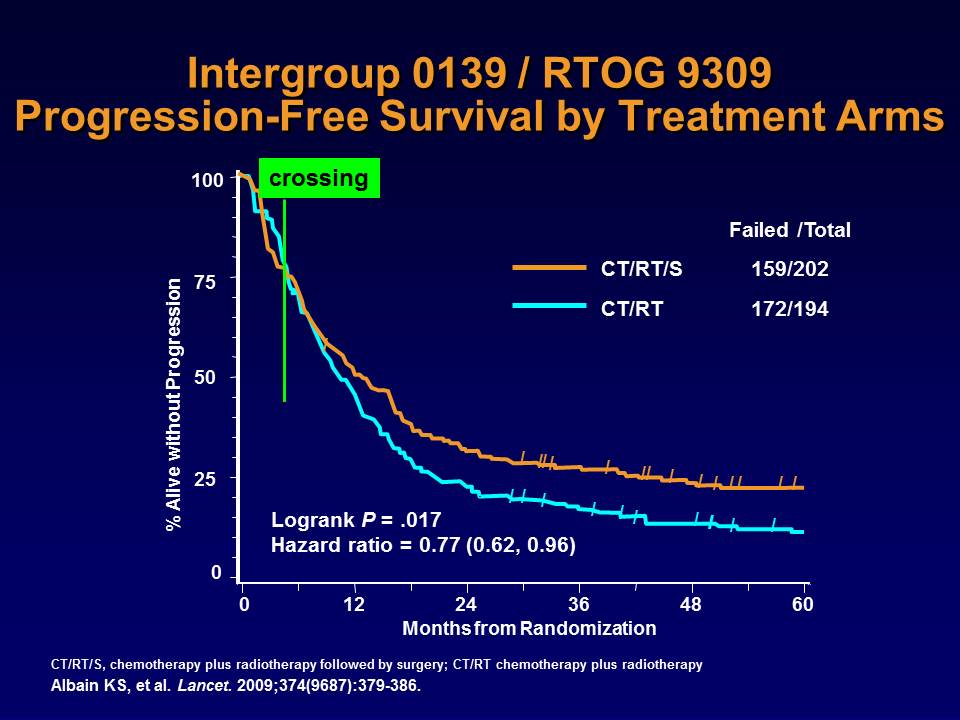 Intergroup 0139 / RTOG 9309
Progression-Free Survival by Treatment Arms
crossing
100
75
50
25
0
% Alive without Progression
Failed /Total
CT/RT/S 159/202
CT/RT 172/194
Logrank P = .017
Hazard ratio = 0.77 (0.62, 0.96)
0 12 24 36 48 60
Months from Randomization
CT/RT/S, chemotherapy plus radiotherapy followed by surgery; CT/RT chemotherapy plus radiotherapy
Albain KS, et al. Lancet. 2009;374(9687):379-386.